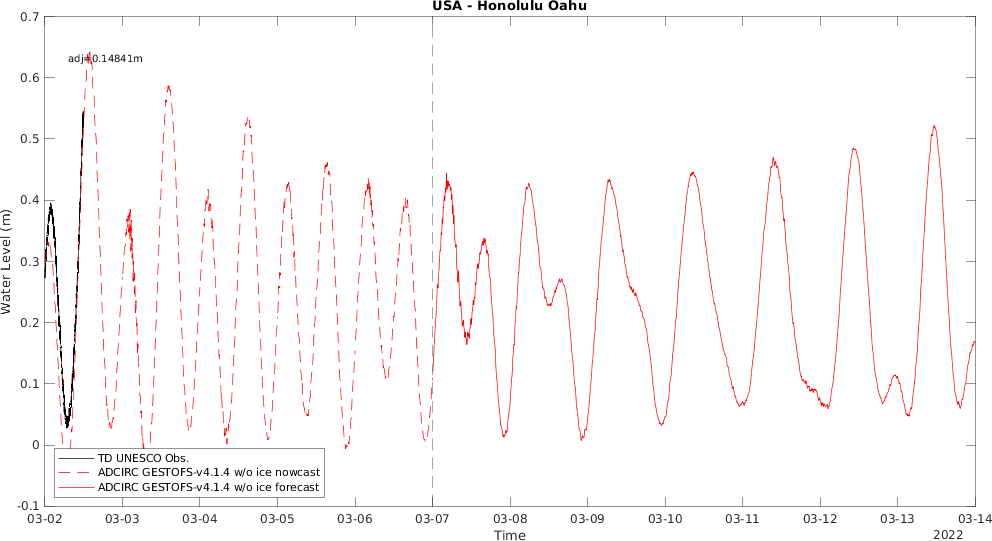 USA - Honolulu Oahu
0.7
0.6
0.5
0.4
0.3
0.2
0.1
0
-0.1
Water Level (m)
adj=0.14841m
TD UNESCO Obs.
ADCIRC GESTOFS-v4.1.4 w/o ice nowcast
ADCIRC GESTOFS-v4.1.4 w/o ice forecast
03-02 03-03 03-04 03-05 03-06 03-07 03-08 03-09 03-10 03-11 03-12 03-13 03-14
Time
2022